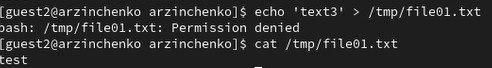 [guest2@arzinchenko arzinchenko]$ echo 'text3' > /tmp/file01.txt
bash: /tmp/file01.txt: Permission denied
[guest2@arzinchenko arzinchenko]$ cat /tmp/file01.txt
test